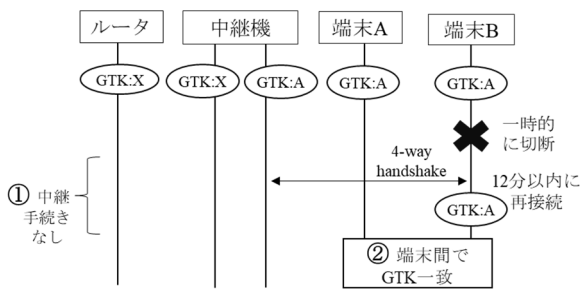 ルータ
中継機
端末A
端末B
GTK:X
GTK:X
GTK:A
GTK:A
GTK:A
一時的
に切断
4-way
handshake
12分以内に
再接続
① 中継
手続き
なし
GTK:A
② 端末間で
GTK一致